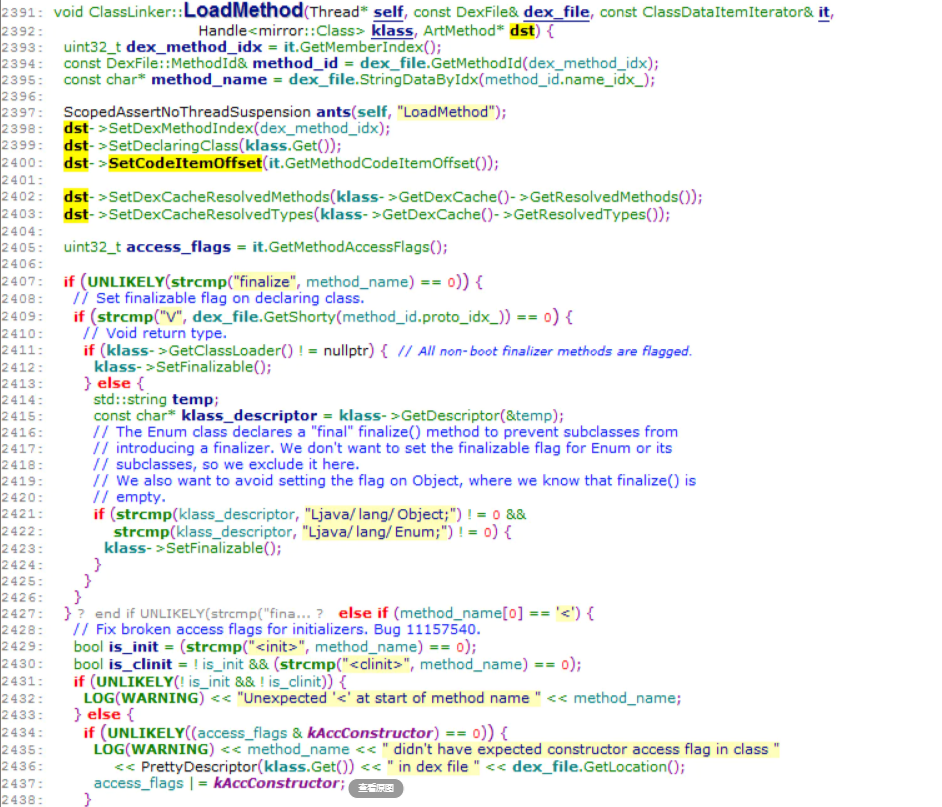 2391: void ClassLinker::LoadMethod(Thread* self, const DexFile& dex_file, const ClassDataItemIterator& it,
2392: Handle<mirror::Class> klass, ArtMethod* dst) {
2393: uint32_t dex_method_idx = it.GetMemberIndex();
2394: const DexFile::MethodId& method_id = dex_file.GetMethodId(dex_method_idx);
2395: const char* method_name = dex_file.StringDataByIdx(method_id.name_idx_);
2396:
2397: ScopedAssertNoThreadSuspension ants(self, "LoadMethod");
2398: dst->SetDexMethodIndex(dex_method_idx);
2399: dst->SetDeclaringClass(klass.Get());
2400: dst->SetCodeItemOffset(it.GetMethodCodeItemOffset());
2401:
2402: dst->SetDexCacheResolvedMethods(klass->GetDexCache()->GetResolvedMethods());
2403: dst->SetDexCacheResolvedTypes(klass->GetDexCache()->GetResolvedTypes());
2404:
2405: uint32_t access_flags = it.GetMethodAccessFlags();
2406:
2407: if (UNLIKELY(strcmp("finalize", method_name) == 0)) {
2408: // Set finalizable flag on declaring class.
2409: if (strcmp("V", dex_file.GetShorty(method_id.proto_idx_)) == 0) {
2410: // Void return type.
2411: if (klass->GetClassLoader() != nullptr) { // All non-boot finalizer methods are flagged.
2412: klass->SetFinalizable();
2413: } else {
2414: std::string temp;
2415: const char* klass_descriptor = klass->GetDescriptor(&temp);
2416: // The Enum class declares a "final" finalize() method to prevent subclasses from
2417: // introducing a finalizer. We don't want to set the finalizable flag for Enum or its
2418: // subclasses, so we exclude it here.
2419: // We also want to avoid setting the flag on Object, where we know that finalize() is
2420: // empty.
2421: if (strcmp(klass_descriptor, "Ljava/lang/Object;") != 0 &&
2422: strcmp(klass_descriptor, "Ljava/lang/Enum;") != 0) {
2423: klass->SetFinalizable();
2424: }
2425: }
2426: }
2427: } ? end if UNLIKELY(strcmp("fina... ? else if (method_name[0] == '<') {
2428: // Fix broken access flags for initializers. Bug 11157540.
2429: bool is_init = (strcmp("<init>", method_name) == 0);
2430: bool is_clinit = !is_init && (strcmp("<clinit>", method_name) == 0);
2431: if (UNLIKELY(!is_init && !is_clinit)) {
2432: LOG(WARNING) << "Unexpected '<' at start of method name " << method_name;
2433: } else {
2434: if (UNLIKELY((access_flags & kAccConstructor) == 0)) {
2435: LOG(WARNING) << method_name << " didn't have expected constructor access flag in class "
2436: << PrettyDescriptor(klass.Get()) << " in dex file " << dex_file.GetLocation();
2437: access_flags |= kAccConstructor;
查看原图
2438: }